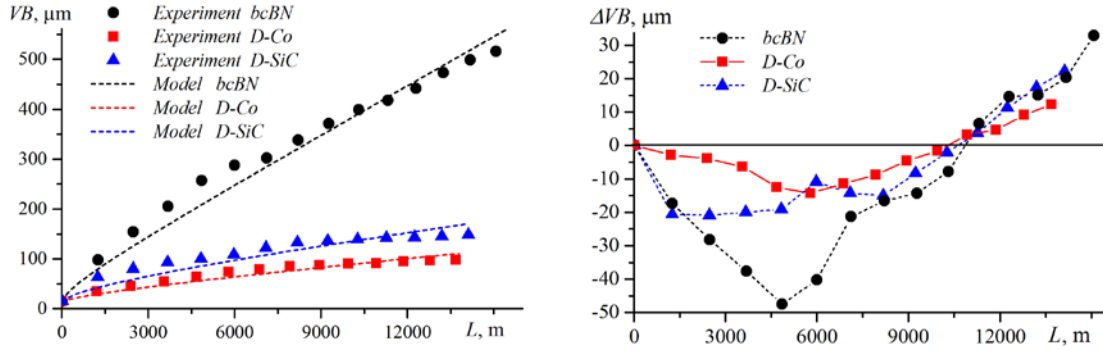 VB, μm
500
400
300
200
100
0
Experiment bcBN
Experiment D-Co
Experiment D-SiC
Model bcBN
Model D-Co
Model D-SiC
0 3000 6000 9000 12000 L, m
ΔVB, μm
30
20
10
0
-10
-20
-30
-40
-50
bcBN
D-Co
D-SiC
0 3000 6000 9000 12000 L, m